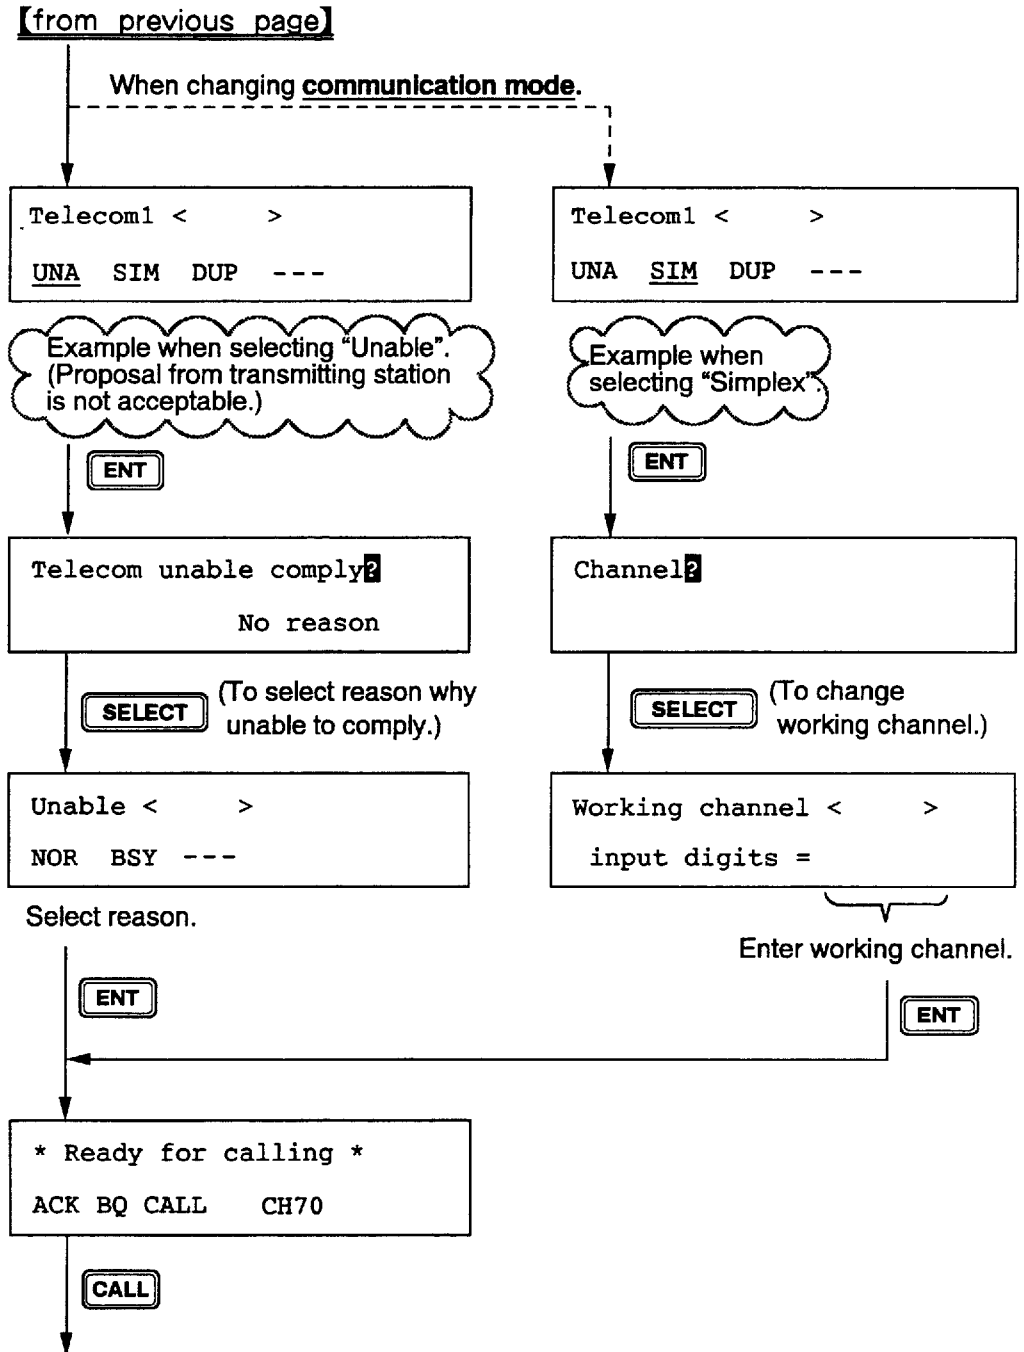 【from previous page】
When changing communication mode.
Telecom1 <     >
UNA SIM DUP ---
Example when selecting “Unable”.
(Proposal from transmitting station
is not acceptable.)
ENT
Telecom unable comply?
No reason
SELECT
(To select reason why
unable to comply.)
Unable <     >
NOR BSY ---
Select reason.
ENT
Telecom1 <     >
UNA SIM DUP ---
Example when
selecting “Simplex”.
ENT
Channel?
SELECT
(To change
working channel.)
Working channel <     >
input digits =
Enter working channel.
ENT
* Ready for calling *
ACK BQ CALL CH70
CALL